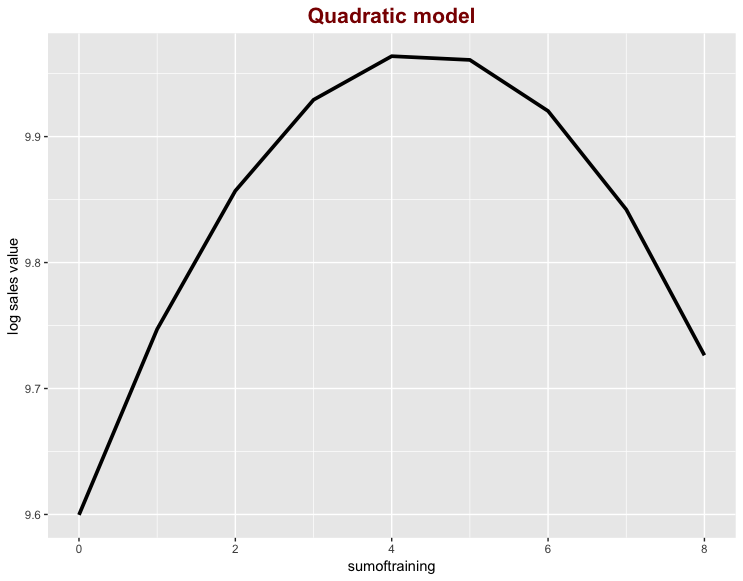 Quadratic model
9.9
9.8
9.7
9.6
log sales value
0 2 4 6 8
sumoftraining